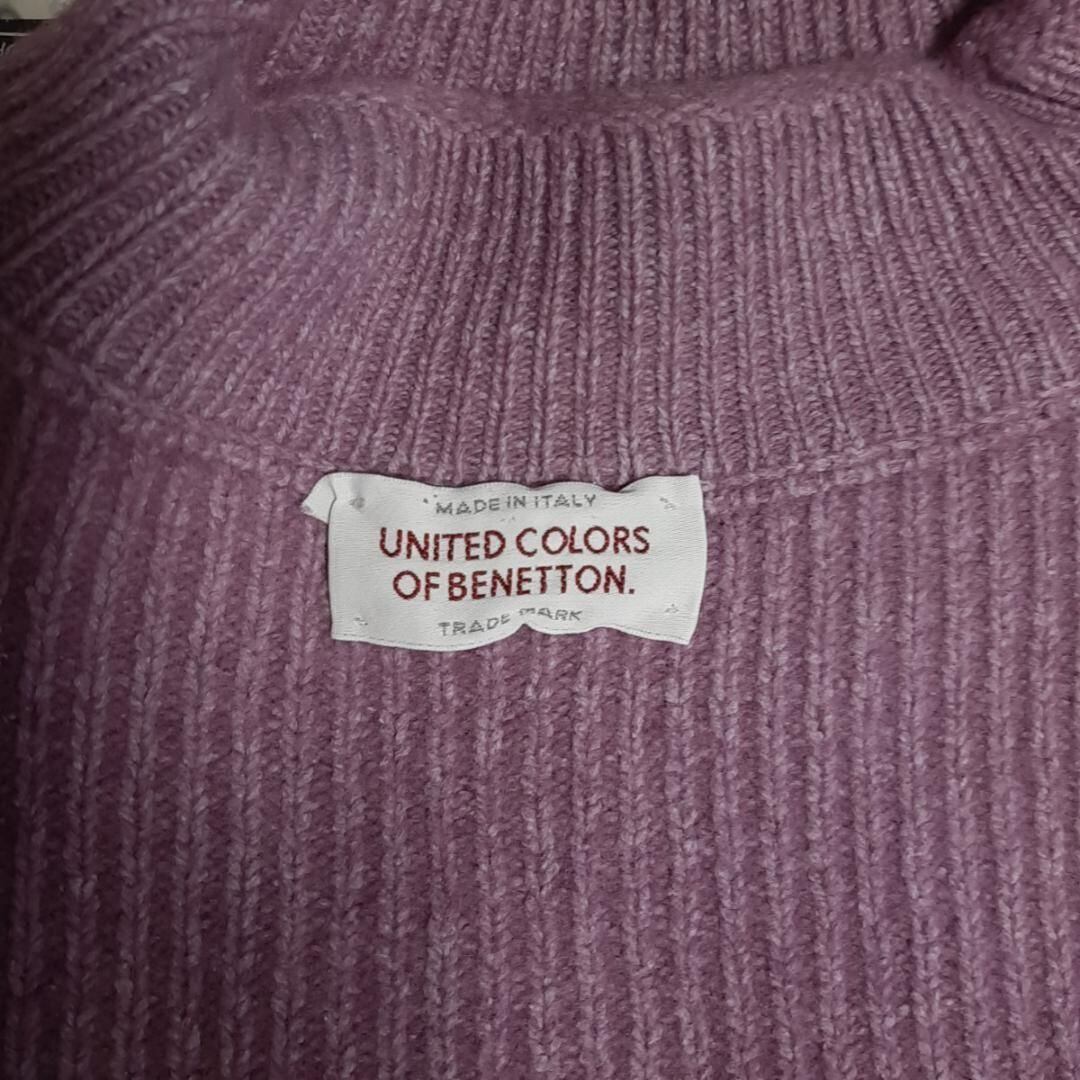 MADE IN ITALY
UNITED COLORS
OF BENETTON.
TRADE MARK